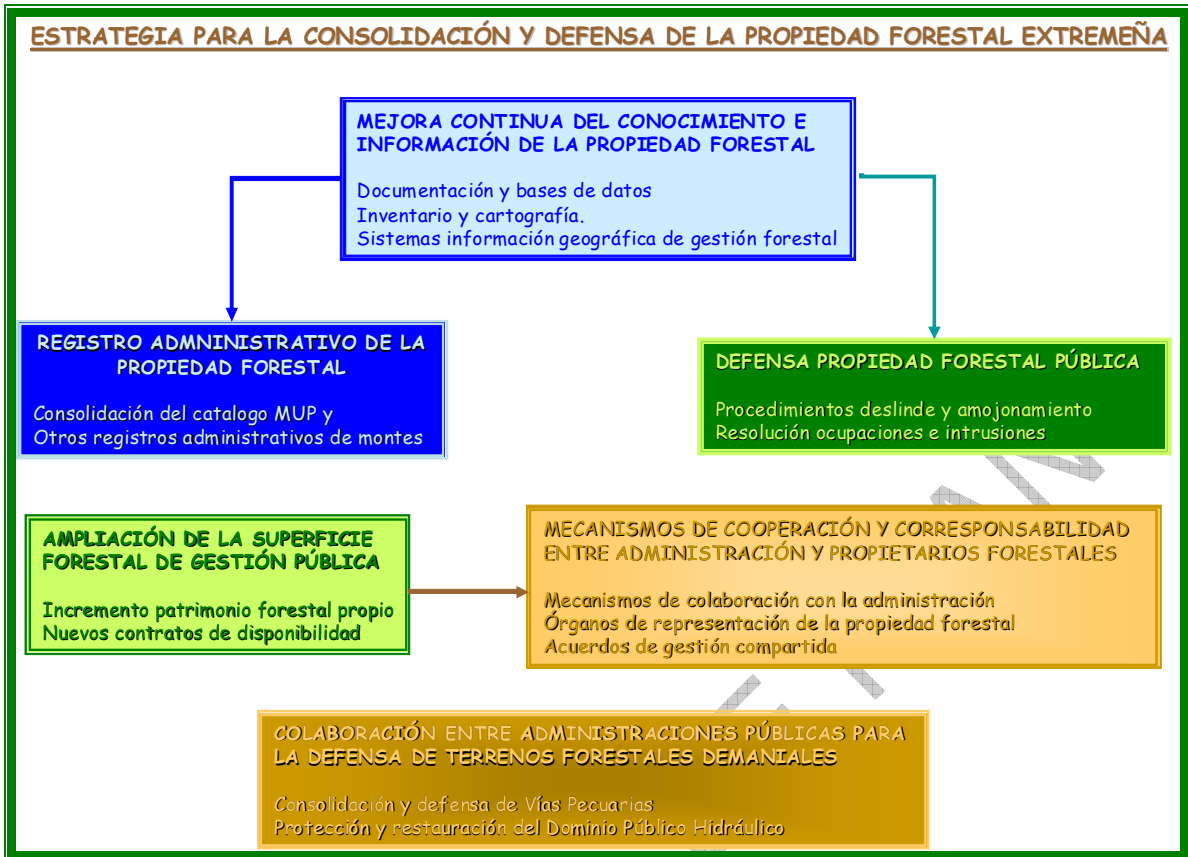 ESTRATEGIA PARA LA CONSOLIDACIÓN Y DEFENSA DE LA PROPIEDAD FORESTAL EXTREMEÑA
MEJORA CONTINUA DEL CONOCIMIENTO E
INFORMACIÓN DE LA PROPIEDAD FORESTAL
Documentación y bases de datos
Inventario y cartografía.
Sistemas información geográfica de gestión forestal
REGISTRO ADMNINISTRATIVO DE LA
PROPIEDAD FORESTAL
Consolidación del catalogo MUP y
Otros registros administrativos de montes
DEFENSA PROPIEDAD FORESTAL PÚBLICA
Procedimientos deslinde y amojonamiento
Resolución ocupaciones e intrusiones
AMPLIACIÓN DE LA SUPERFICIE
FORESTAL DE GESTIÓN PÚBLICA
Incremento patrimonio forestal propio
Nuevos contratos de disponibilidad
MECANISMOS DE COOPERACIÓN Y CORRESPONSABILIDAD
ENTRE ADMINISTRACIÓN Y PROPIETARIOS FORESTALES
Mecanismos de colaboración con la administración
Órganos de representación de la propiedad forestal
Acuerdos de gestión compartida
COLABORACIÓN ENTRE ADMINISTRACIONES PÚBLICAS PARA
LA DEFENSA DE TERRENOS FORESTALES DEMANIALES
Consolidación y defensa de Vías Pecuarias
Protección y restauración del Dominio Público Hidráulico